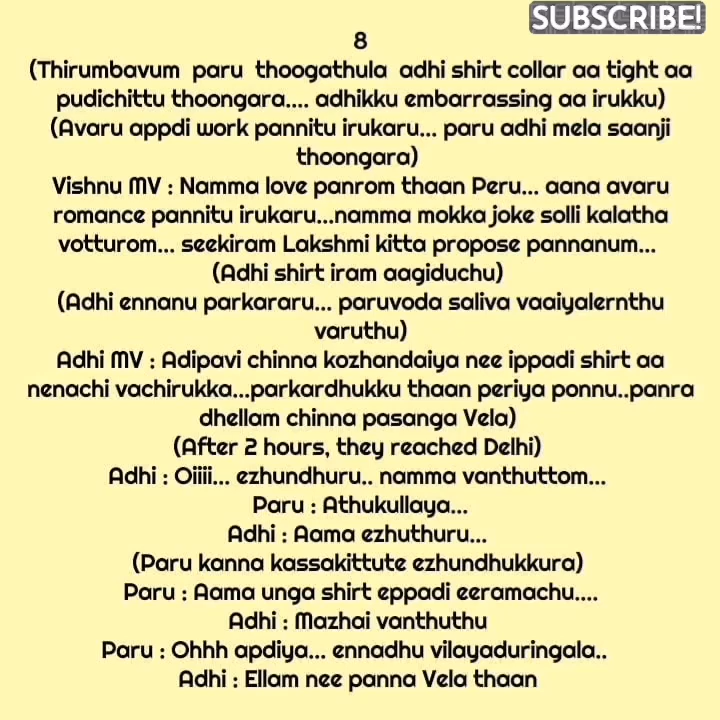 SUBSCRIBE!
8
(Thirumbavum paru thoogathula adhi shirt collar aa tight aa
pudichittu thoongara.... adhikku embarrassing aa irukku)
(Avaru appdi work pannitu irukaru... paru adhi mela saanji
thoongara)
Vishnu MV : Namma love panrom thaan Peru... aana avaru
romance pannitu irukaru...namma mokka joke solli kalatha
votturom... seekiram Lakshmi kitta propose pannanum...
(Adhi shirt iram aagiduchu)
(Adhi ennanu parkararu... paruvoda saliva vaaiyalernthu
varuthu)
Adhi MV : Adipavi chinna kozhandaiya nee ippadi shirt aa
nenachi vachirukka...parkardhukku thaan periya ponnu..panra
dhellam chinna pasanga Vela)
(After 2 hours, they reached Delhi)
Adhi : Oiiii... ezhundhuru.. namma vanthuttom...
Paru : Athukullaya...
Adhi : Aama ezhuthuru...
(Paru kanna kassakittute ezhundhukkura)
Paru : Aama unga shirt eppadi eeramachu....
Adhi : Mazhai vanthuthu
Paru : Ohhh apdiya... ennadhu vilayaduringala..
Adhi : Ellam nee panna Vela thaan